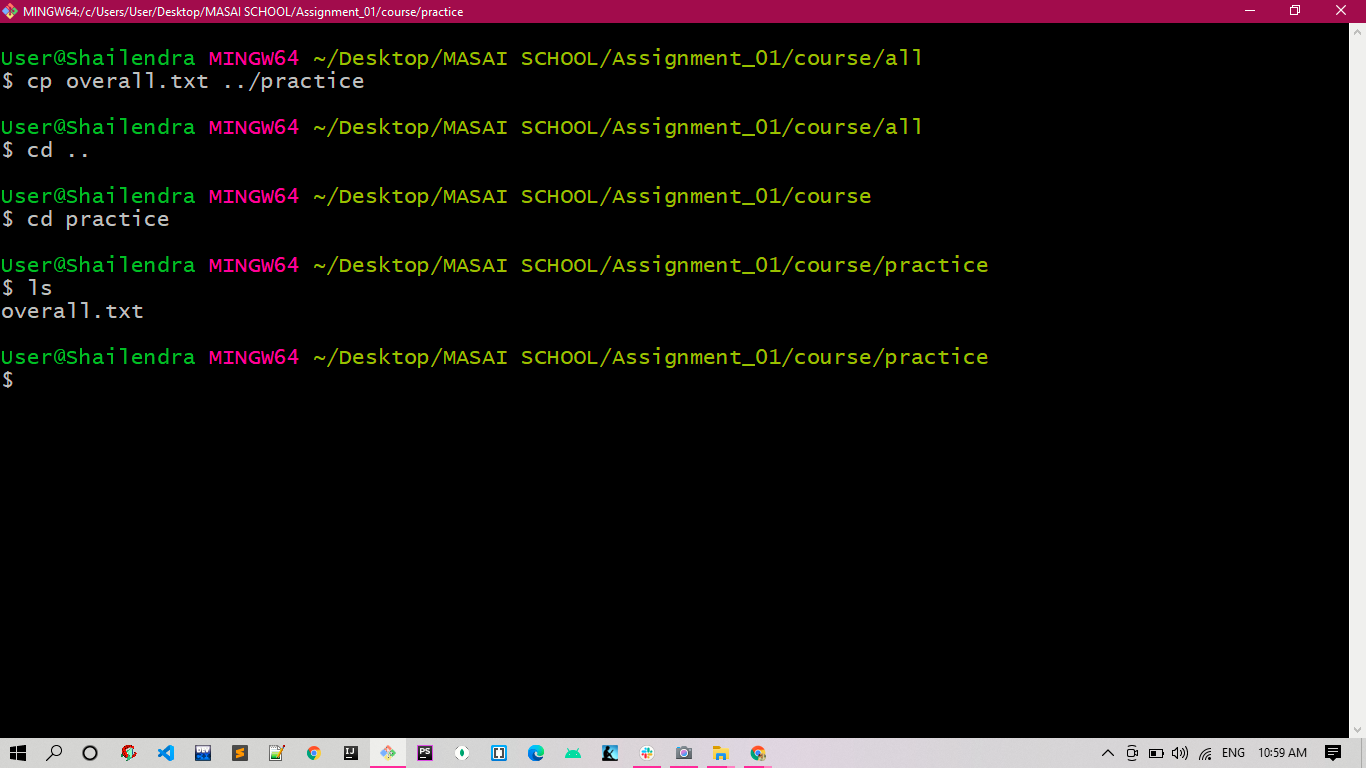 MINGW64:/c/Users/User/Desktop/MASAI SCHOOL/Assignment_01/course/practice
User@Shailendra MINGW64 ~/Desktop/MASAI SCHOOL/Assignment_01/course/all
$ cp overall.txt ../practice
User@Shailendra MINGW64 ~/Desktop/MASAI SCHOOL/Assignment_01/course/all
$ cd ..
User@Shailendra MINGW64 ~/Desktop/MASAI SCHOOL/Assignment_01/course
$ cd practice
User@Shailendra MINGW64 ~/Desktop/MASAI SCHOOL/Assignment_01/course/practice
$ ls
overall.txt
User@Shailendra MINGW64 ~/Desktop/MASAI SCHOOL/Assignment_01/course/practice
$
IJ PS ENG 10:59 AM